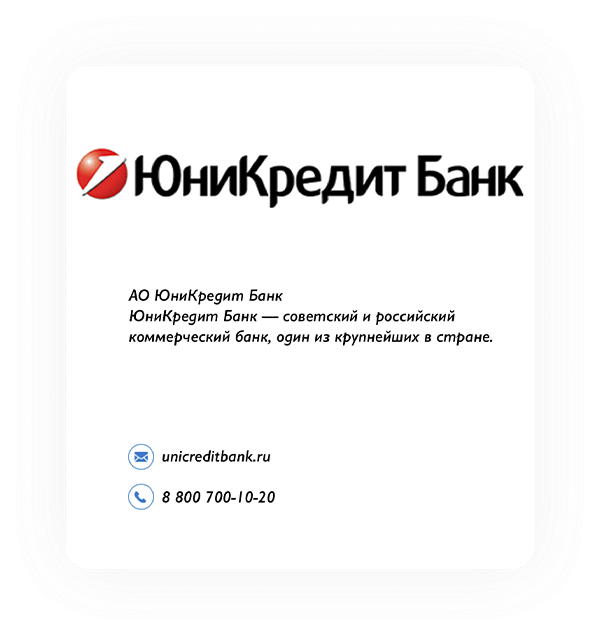 ЮниКредит Банк
АО ЮниКредит Банк
ЮниКредит Банк — советский и российский
коммерческий банк, один из крупнейших в стране.
unicreditbank.ru
8 800 700-10-20